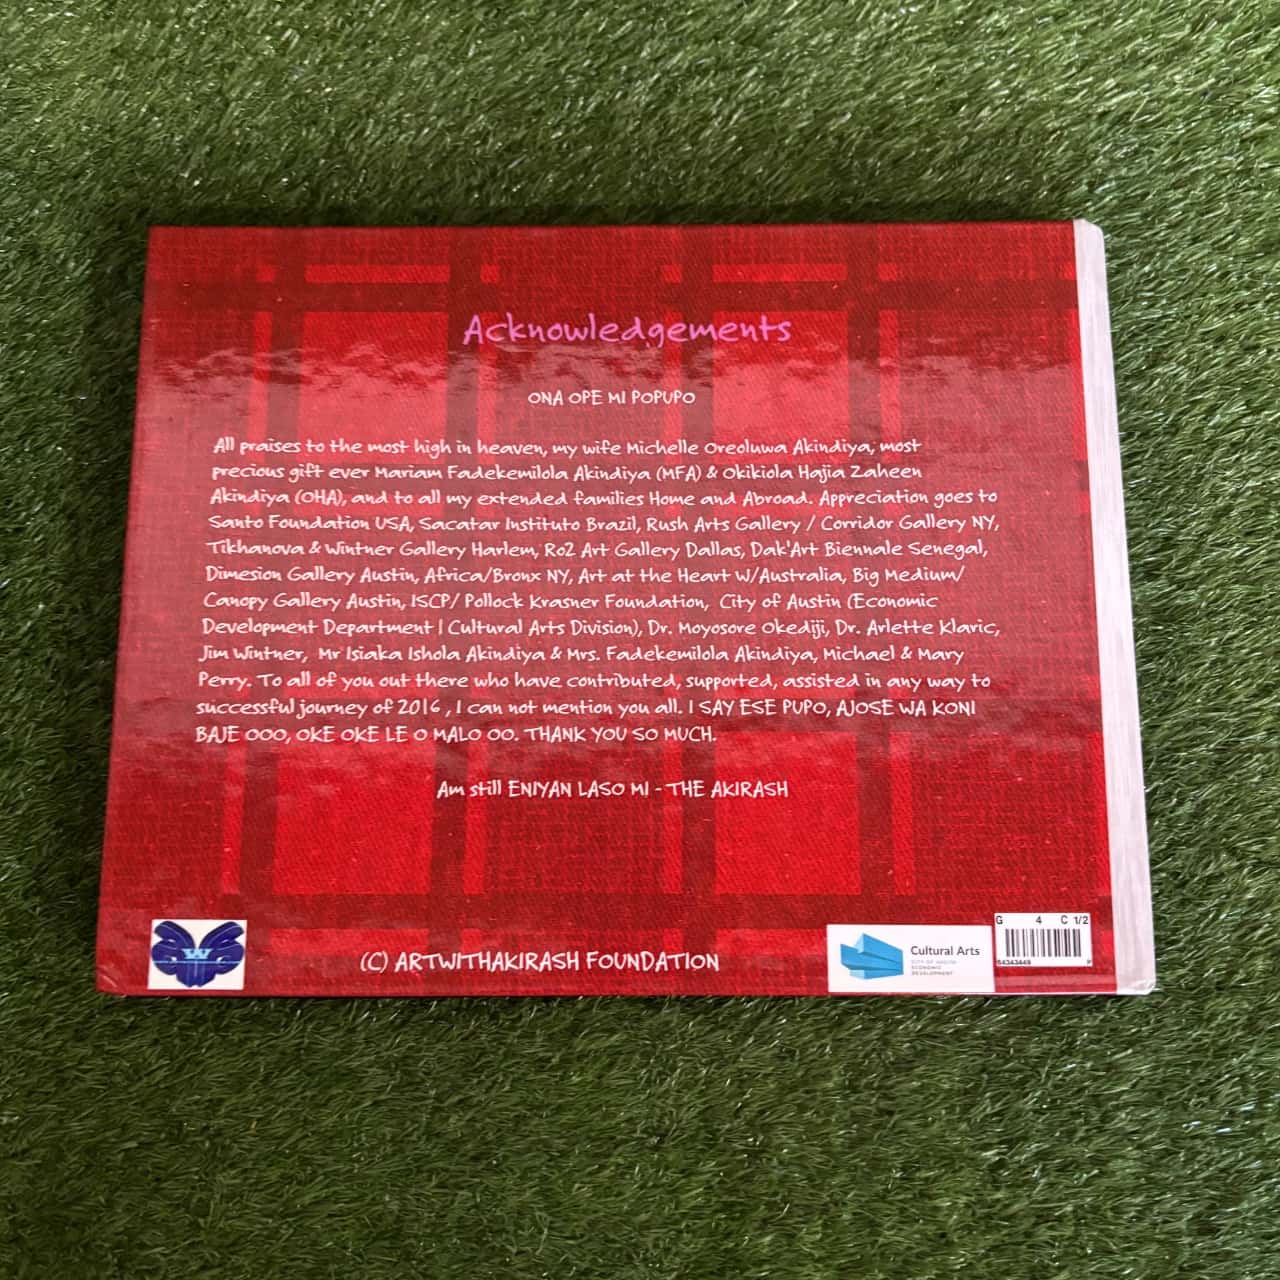 Acknowledgements
ONA OPE MI POPUPO
All praises to the most high in heaven, my wife Michelle Oreoluwa Akindiya, most
precious gift ever Mariam Fadekemilola Akindiya (MFA) & Okikiola Hajia Zaheen
Akindiya (OHA), and to all my extended families Home and Abroad. Appreciation goes to
Santo Foundation USA, Sacatar Instituto Brazil, Rush Arts Gallery / Corridor Gallery NY,
Tikhanova & Wintner Gallery Harlem, Ro2 Art Gallery Dallas, Dak'Art Biennale Senegal,
Dimesion Gallery Austin, Africa/Bronx NY, Art at the Heart W/Australia, Big Medium/
Canopy Gallery Austin, ISCP/ Pollock Krasner Foundation, City of Austin (Economic
Development Department | Cultural Arts Division), Dr. Moyosore Okediji, Dr. Arlette Klaric,
Jim Wintner, Mr Isiaka Ishola Akindiya & Mrs. Fadekemilola Akindiya, Michael & Mary
Perry. To all of you out there who have contributed, supported, assisted in any way to
successful journey of 2016 , I can not mention you all. I SAY ESE PUPO, AJOSE WA KONI
BAJE OOO, OKE OKE LE O MALO OO. THANK YOU SO MUCH.
Am still ENIYAN LASO MI - THE AKIRASH
W
(C) ARTWITHAKIRASH FOUNDATION
Cultural Arts
CITY OF AUSTIN
ECONOMIC
DEVELOPMENT
G 4 C 1/2
54343449 P